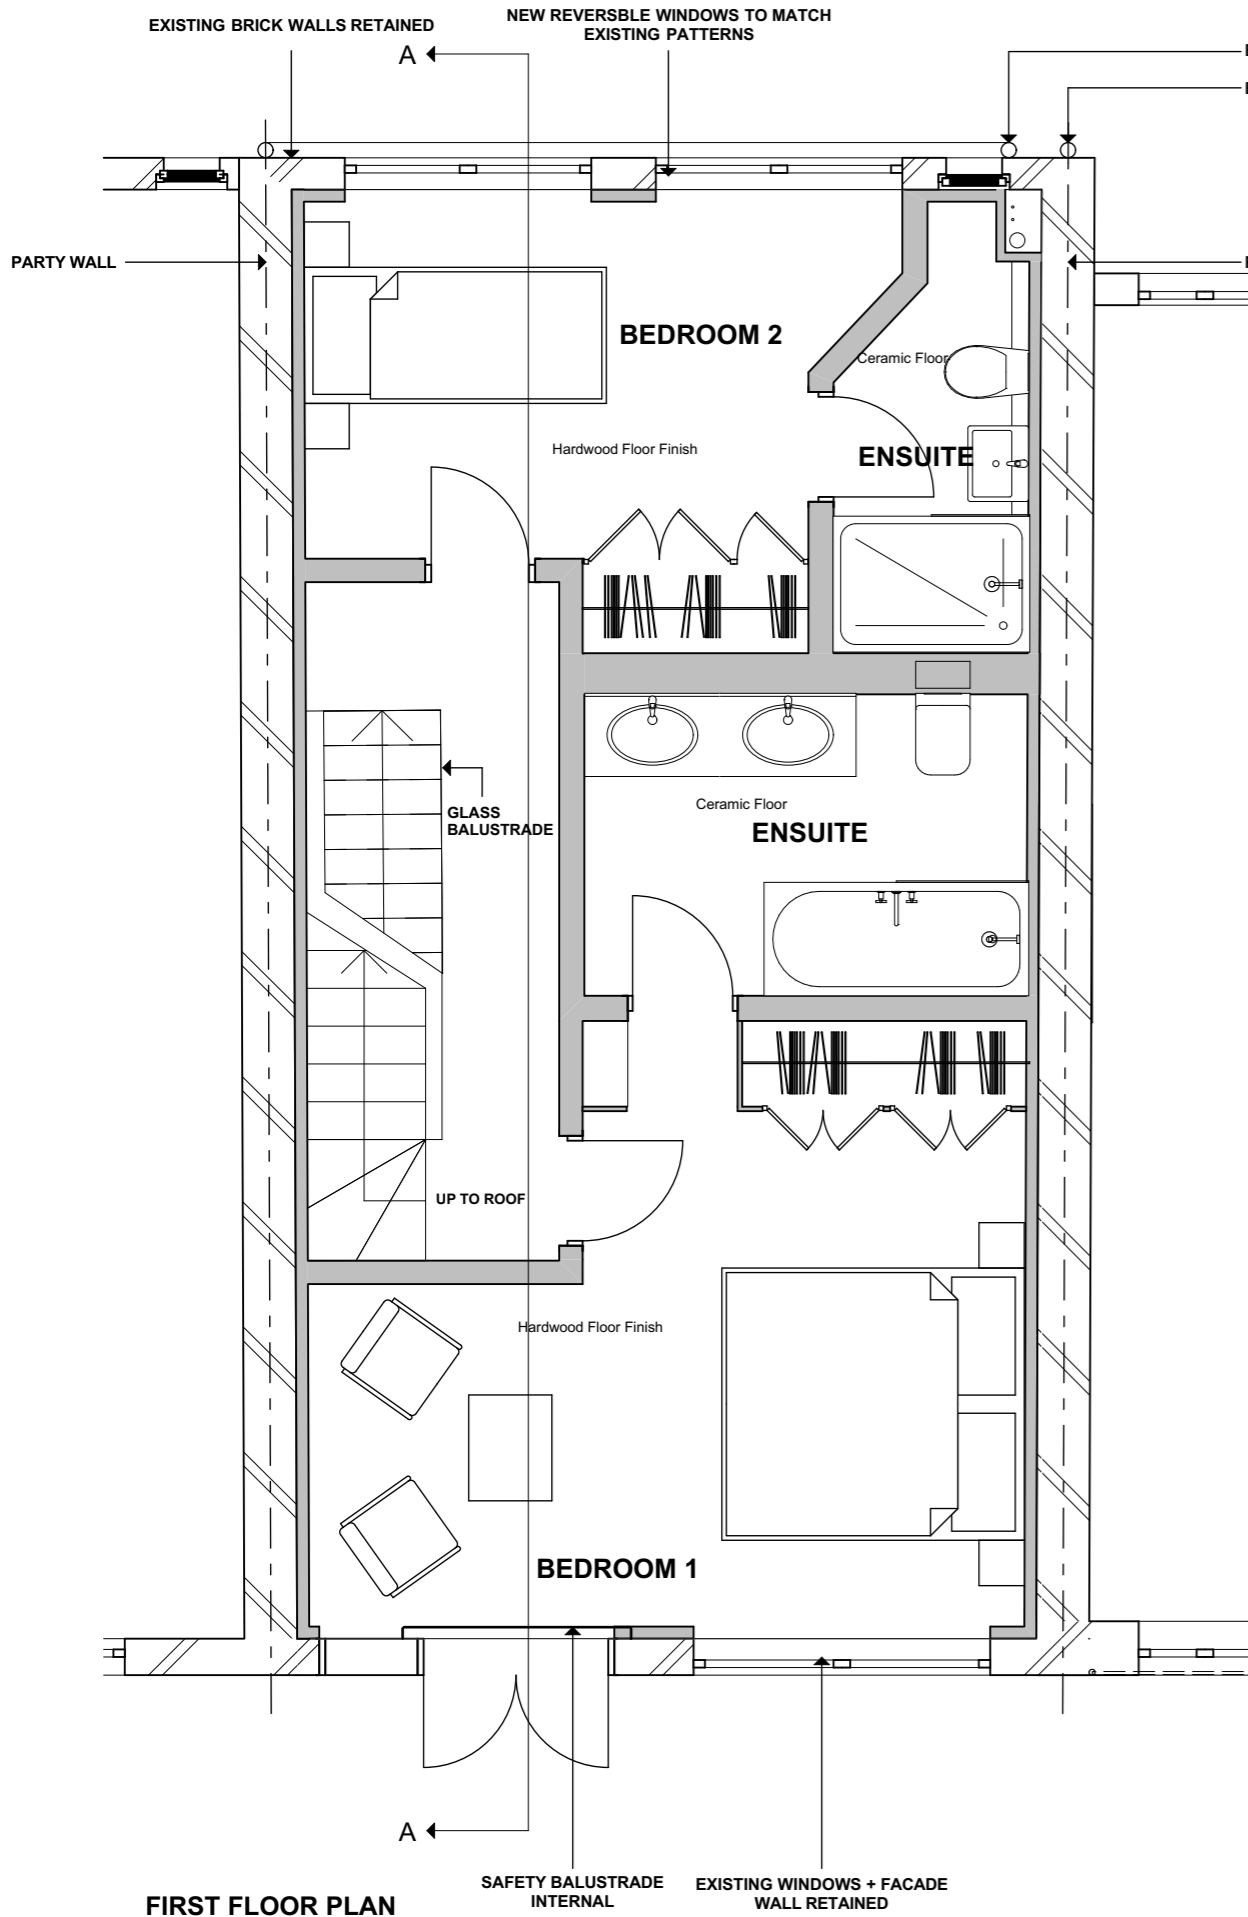 EXISTING BRICK WALLS RETAINED
NEW REVERSBLE WINDOWS TO MATCH
EXISTING PATTERNS
A
PARTY WALL
BEDROOM 2
Ceramic Floor
Hardwood Floor Finish
ENSUITE
GLASS
BALUSTRADE
Ceramic Floor
ENSUITE
UP TO ROOF
Hardwood Floor Finish
BEDROOM 1
A
SAFETY BALUSTRADE
INTERNAL
EXISTING WINDOWS + FACADE
WALL RETAINED
FIRST FLOOR PLAN